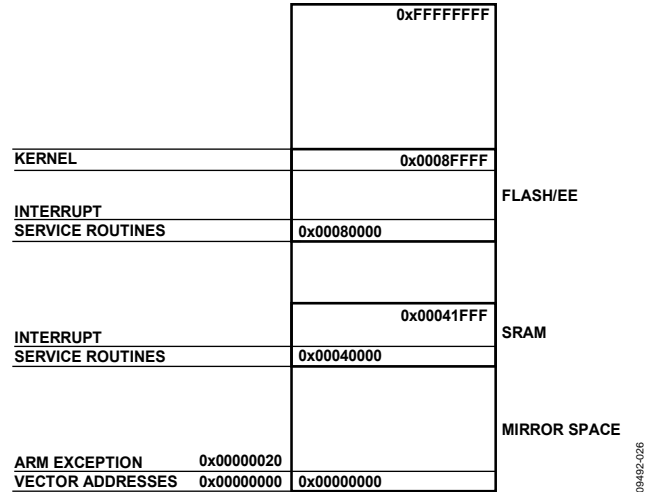 0xFFFFFFFF
KERNEL 0x0008FFFF
FLASH/EE
INTERRUPT
SERVICE ROUTINES 0x00080000
0x00041FFF
SRAM
INTERRUPT
SERVICE ROUTINES 0x00040000
MIRROR SPACE
ARM EXCEPTION 0x00000020
VECTOR ADDRESSES 0x00000000 0x00000000
09492-026